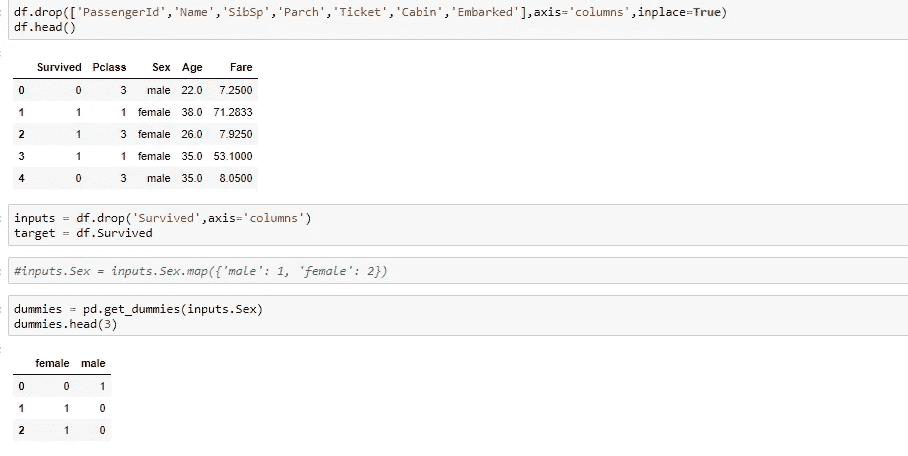 df.drop(['PassengerId','Name','SibSp','Parch','Ticket','Cabin','Embarked'],axis='columns',inplace=True)
df.head()
Survived Pclass Sex Age Fare
0 0 3 male 22.0 7.2500
1 1 1 female 38.0 71.2833
2 1 3 female 26.0 7.9250
3 1 1 female 35.0 53.1000
4 0 3 male 35.0 8.0500
inputs = df.drop('Survived',axis='columns')
target = df.Survived
#inputs.Sex = inputs.Sex.map({'male': 1, 'female': 2})
dummies = pd.get_dummies(inputs.Sex)
dummies.head(3)
female male
0 0 1
1 1 0
2 1 0